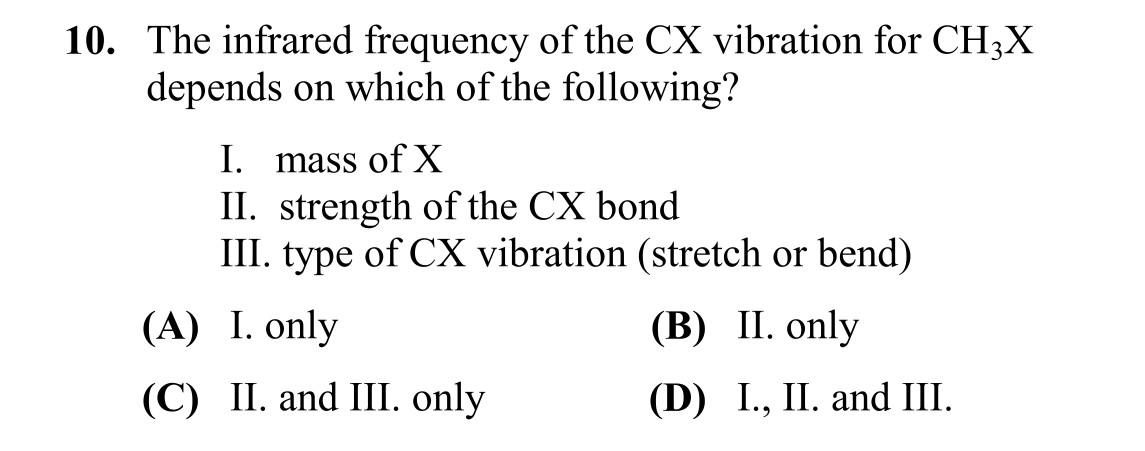 10. The infrared frequency of the CX vibration for CH₃X
depends on which of the following?
I. mass of X
II. strength of the CX bond
III. type of CX vibration (stretch or bend)
(A) I. only (B) II. only
(C) II. and III. only (D) I., II. and III.